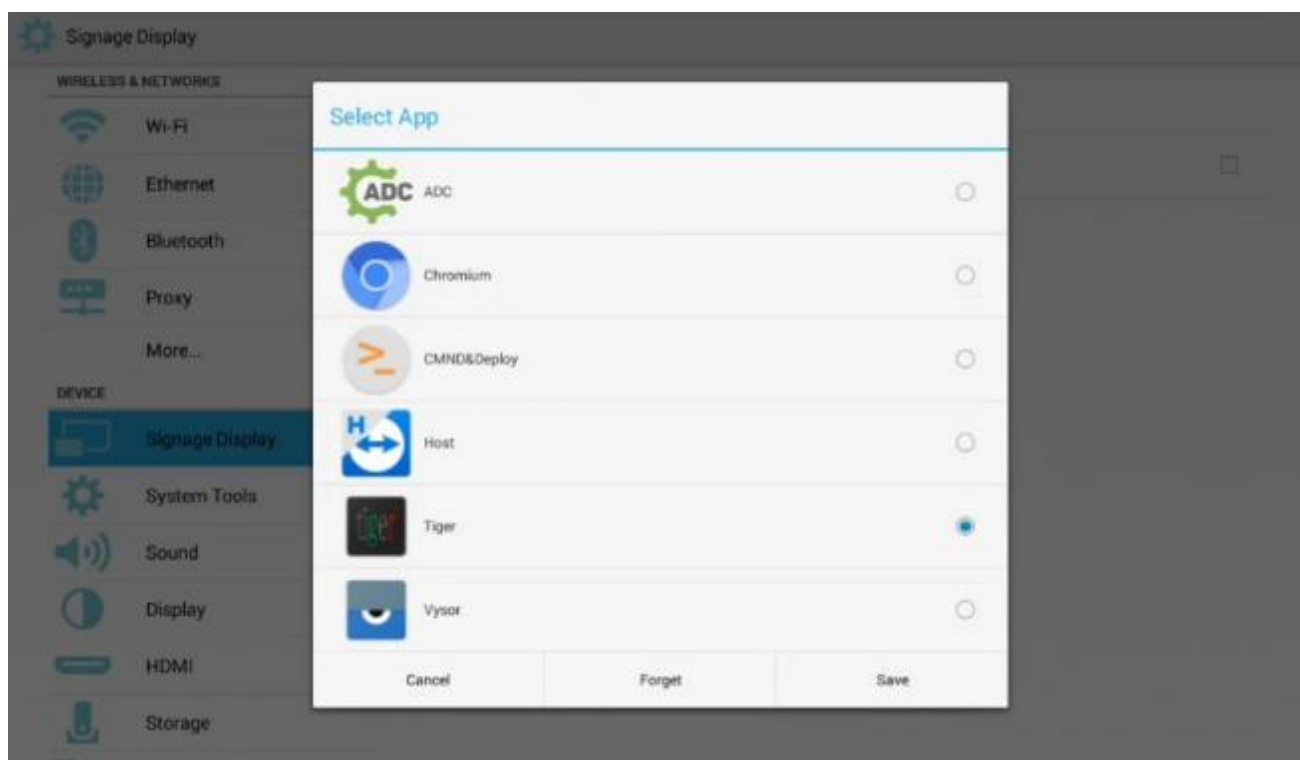 Signage Display
WIRELESS & NETWORKS
Wi-Fi
Ethernet
Bluetooth
Proxy
More...
DEVICE
Signage Display
System Tools
Sound
Display
HDMI
Storage
Select App
ADC ADC
Chromium
CMND&Deploy
H
Host
Tiger
Tiger
Vysor
Cancel Forget Save